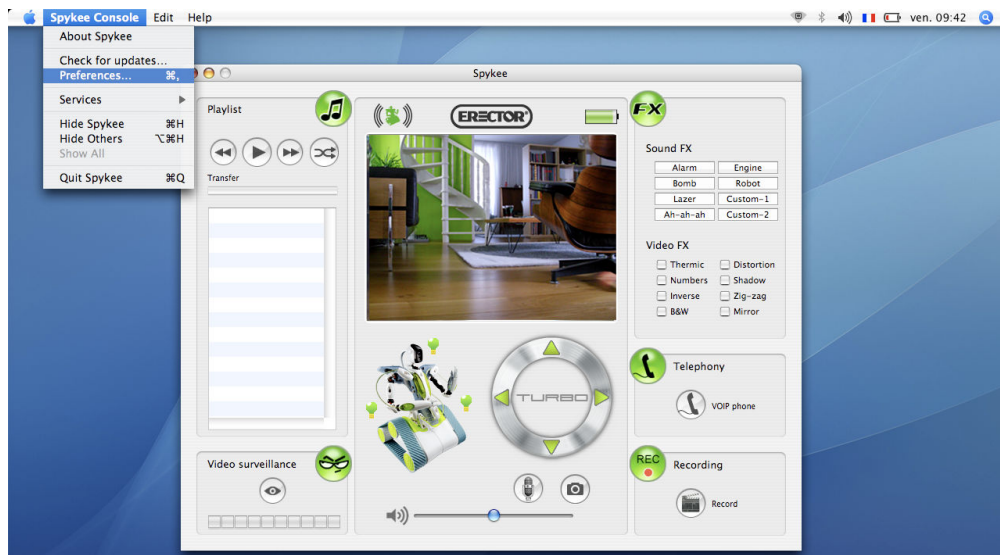 Spykee Console Edit Help
ven. 09:42
About Spykee
Check for updates...
Preferences... ⌘,
Services
Hide Spykee ⌘H
Hide Others ⌥⌘H
Show All
Quit Spykee ⌘Q
Spykee
Playlist
Transfer
Video surveillance
ERECTOR
TURBO
FX
Sound FX
Alarm Engine
Bomb Robot
Lazer Custom-1
Ah-ah-ah Custom-2
Video FX
Thermic Distortion
Numbers Shadow
Inverse Zig-zag
B&W Mirror
Telephony
VOIP phone
REC
Recording
Record